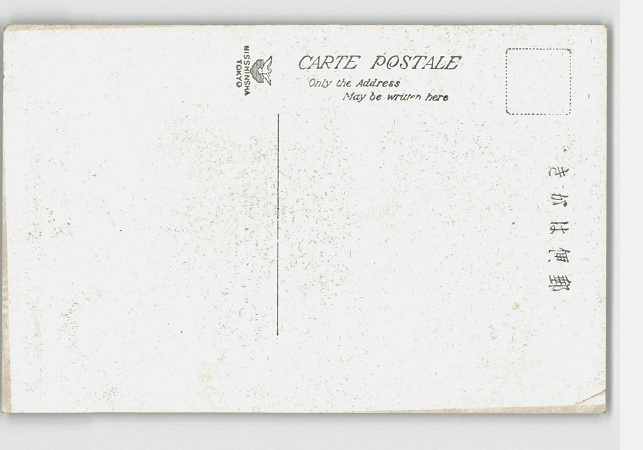 CARTE POSTALE
Only the Address
May be written here
NISSHINSHA
TOKYO
郵便はがき